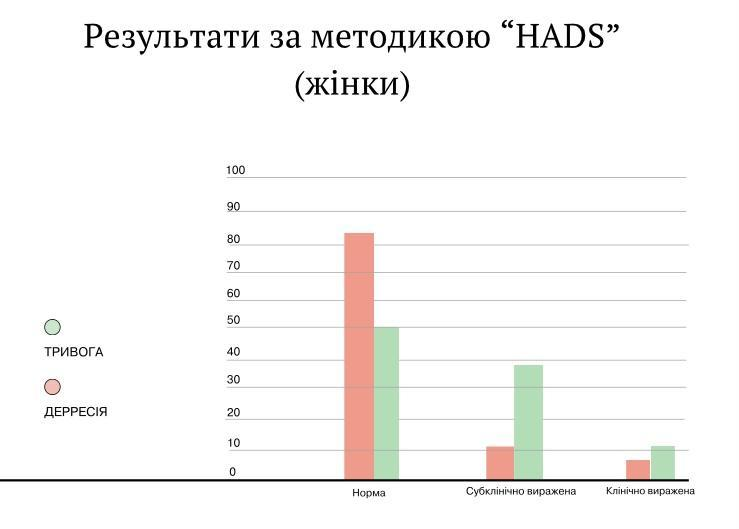 Результати за методикою “HADS”
(жінки)
100
90
80
70
60
50
40
30
20
10
0
ТРИВОГА
ДЕРРЕСІЯ
Норма
Субклінічно виражена
Клінічно виражена